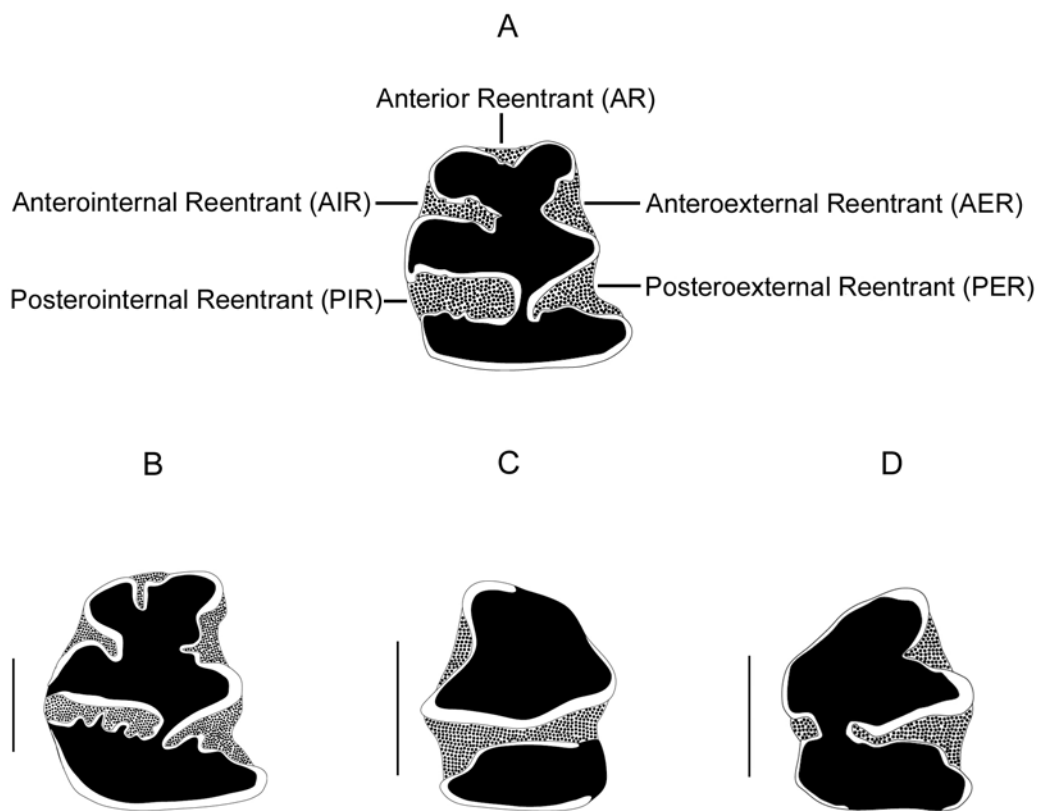 A
Anterior Reentrant (AR)
Anterointernal Reentrant (AIR)
Anteroexternal Reentrant (AER)
Posterointernal Reentrant (PIR)
Posteroexternal Reentrant (PER)
B
C
D